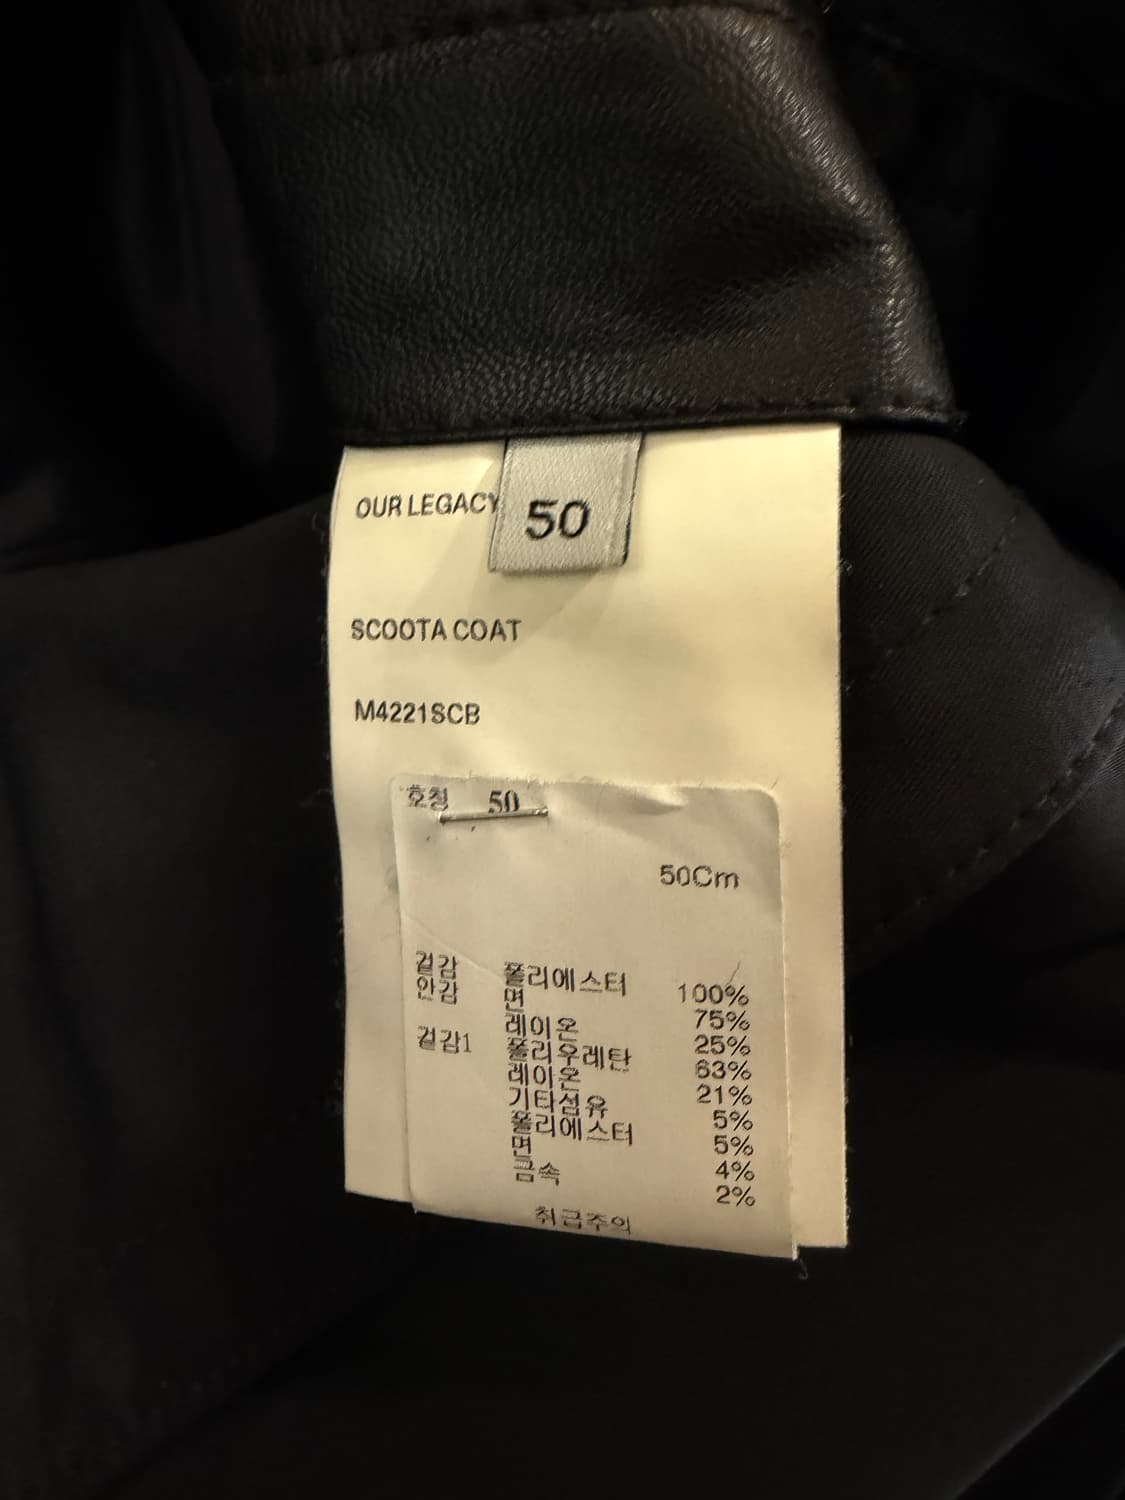 OUR LEGACY
50
SCOOTA COAT
M4221SCB
호칭 50
50Cm
겉감 폴리에스터 100%
안감 면 75%
레이온 25%
겉감1 폴리우레탄 63%
레이온 21%
기타섬유 5%
폴리에스터 5%
면 4%
금속 2%
취급주의